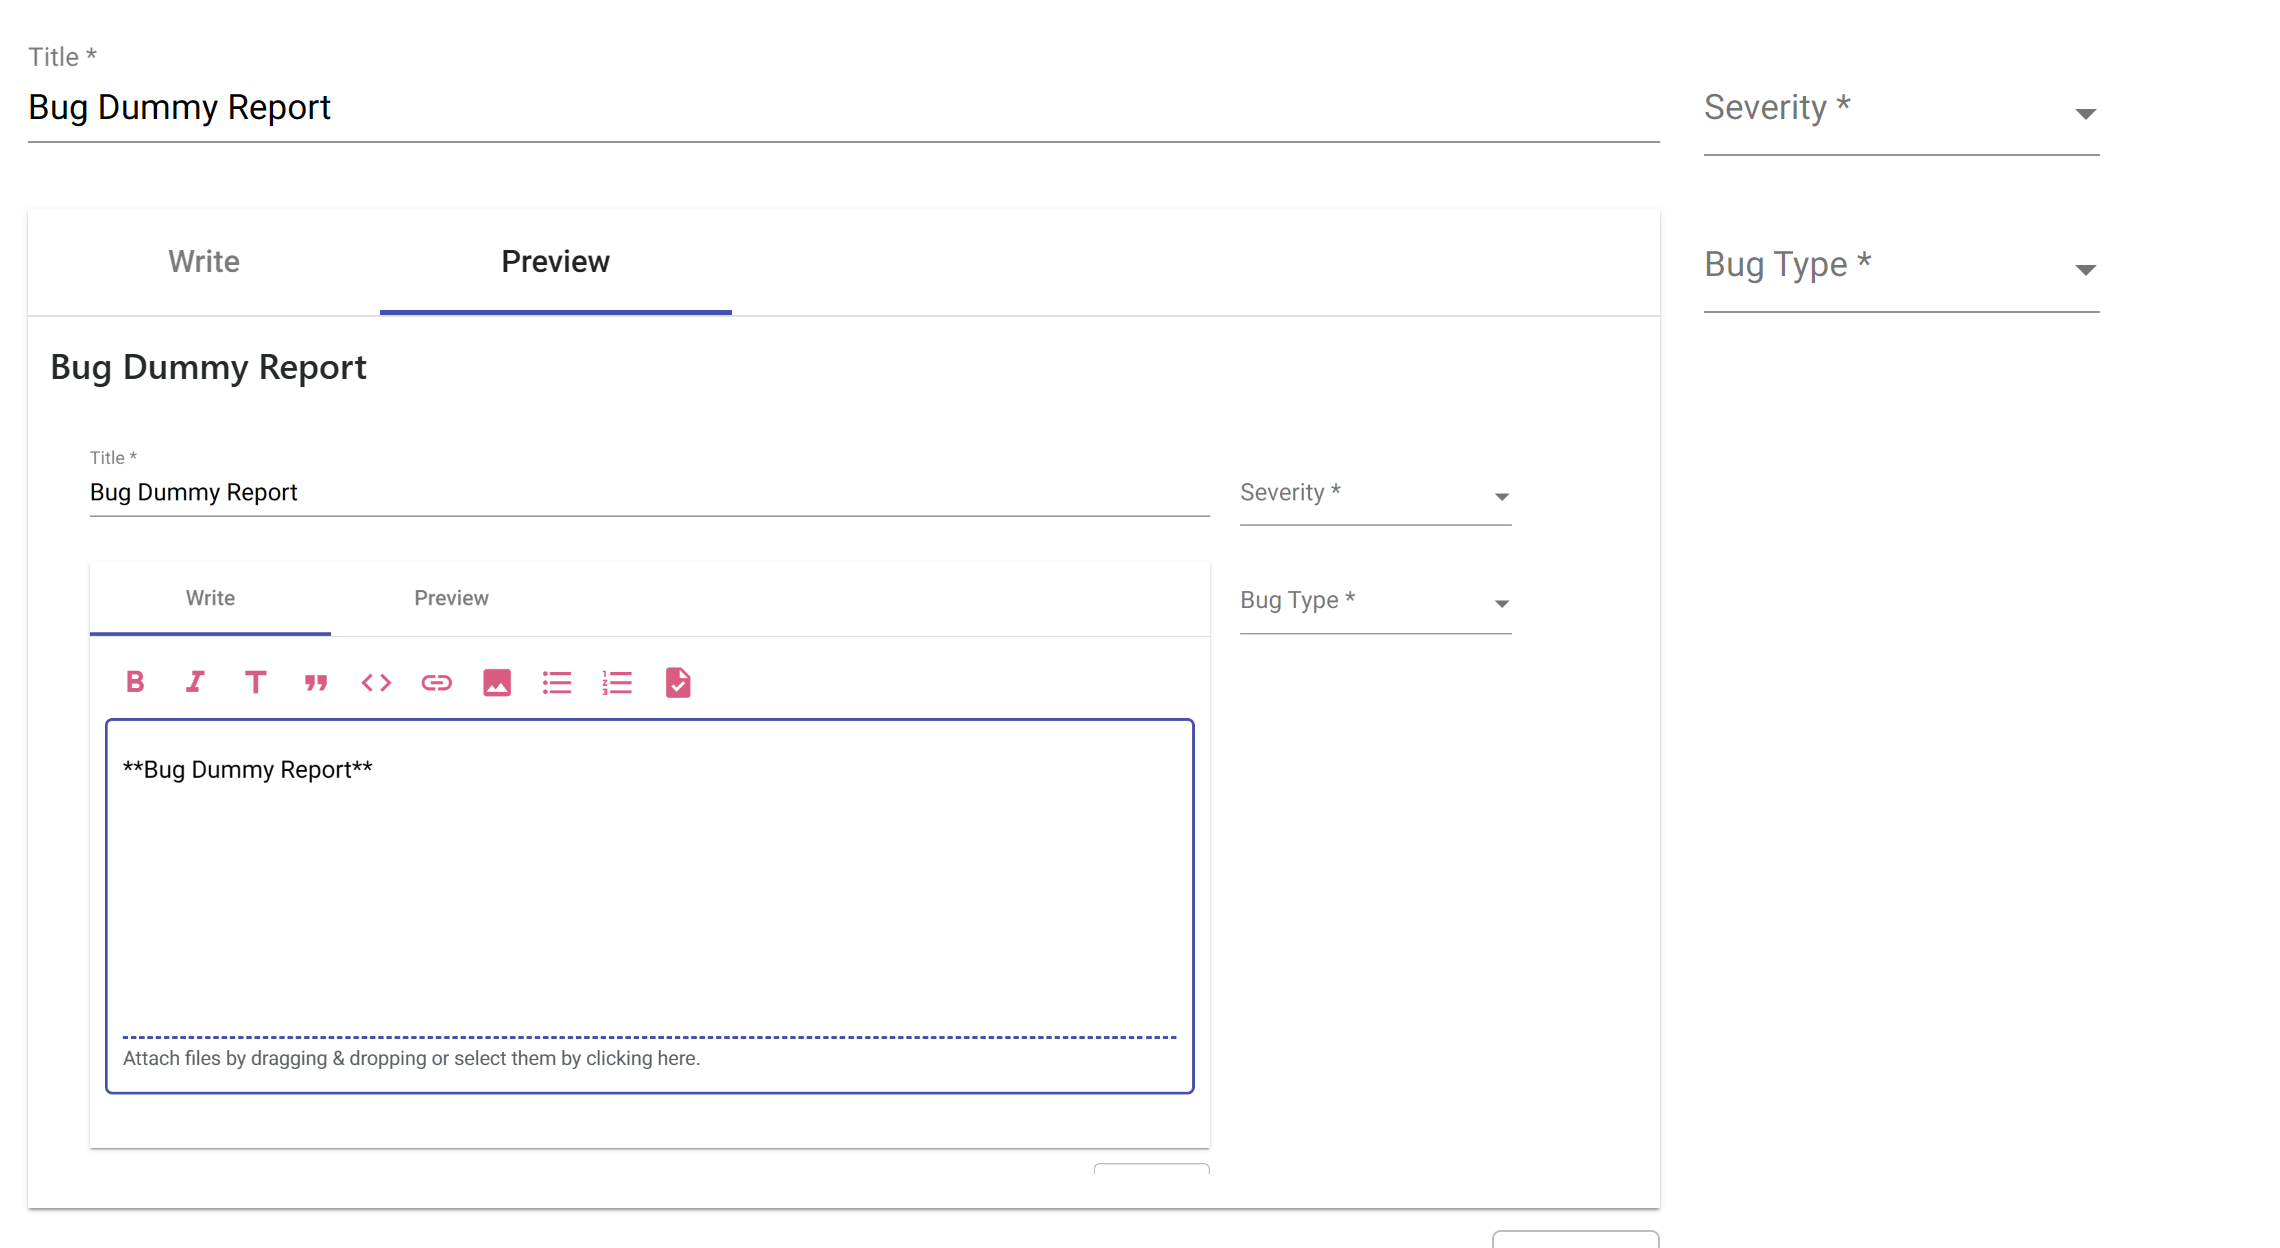 Title *
Bug Dummy Report
Severity *
Write
Preview
Bug Type *
Bug Dummy Report
Title *
Bug Dummy Report
Severity *
Write
Preview
Bug Type *
**Bug Dummy Report**
Attach files by dragging & dropping or select them by clicking here.